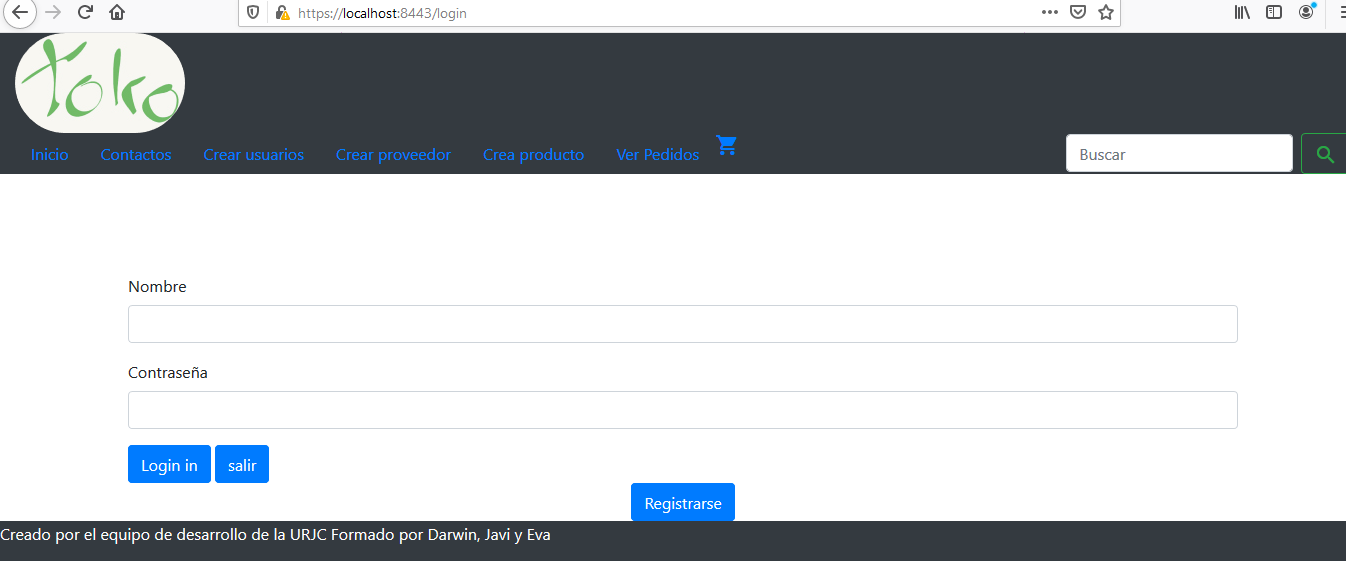 https://localhost:8443/login
Toko
Inicio Contactos Crear usuarios Crear proveedor Crea producto Ver Pedidos
Buscar
Nombre
Contraseña
Login in salir
Registrarse
Creado por el equipo de desarrollo de la URJC Formado por Darwin, Javi y Eva